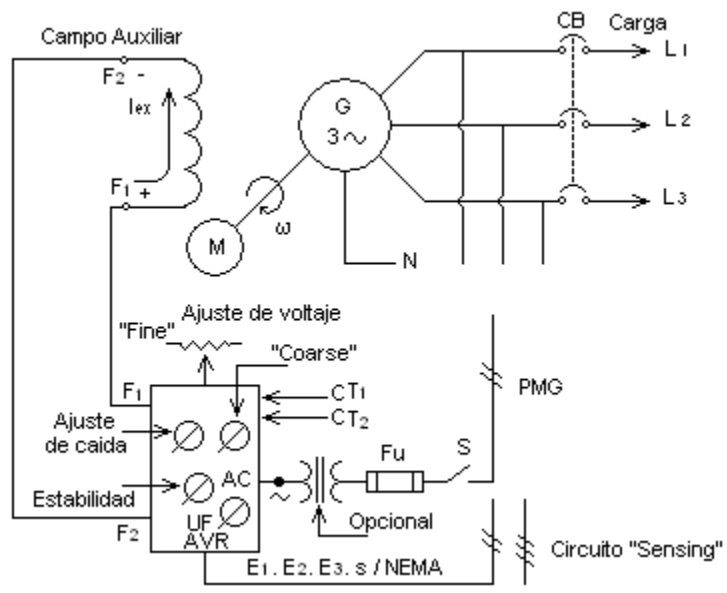 CB Carga
Campo Auxiliar
L1
F2 -
Iex
G
3~
L2
F1 +
L3
ω
M
N
Ajuste de voltaje
"Fine"
"Coarse"
F1
CT1
CT2
PMG
Ajuste
de caida
Fu
S
AC
~
Estabilidad
Opcional
UF
F2
AVR
Circuito "Sensing"
E1. E2. E3. s / NEMA